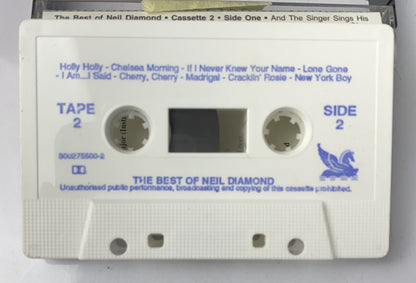 The Best of Neil Diamond • Cassette 2 • Side One • And The Singer Sings His
Holly Holly - Chelsea Morning - If I Never Knew Your Name - Lone Gone
- I Am...I Said - Cherry, Cherry - Madrigal - Cracklin' Rosie - New York Boy
TAPE
2
SIDE
2
300275500-2
THE BEST OF NEIL DIAMOND
Unauthorised public performance, broadcasting and copying of this cassette prohibited.